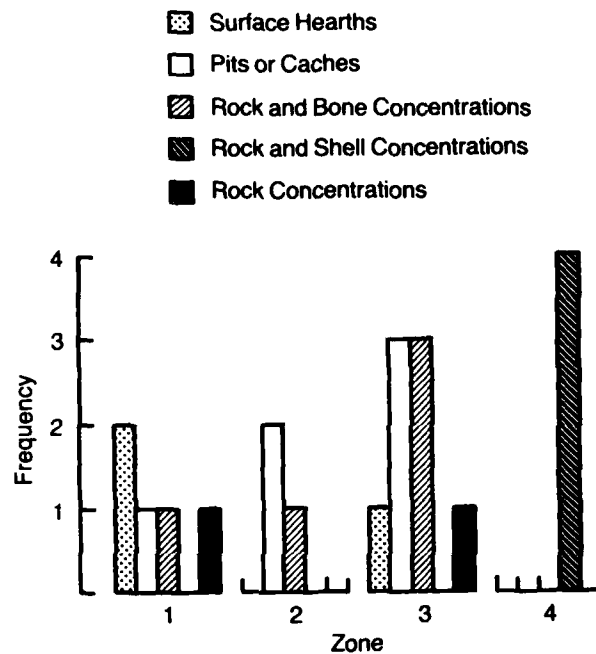 Surface Hearths
Pits or Caches
Rock and Bone Concentrations
Rock and Shell Concentrations
Rock Concentrations
4
3
2
1
Frequency
1 2 3 4
Zone